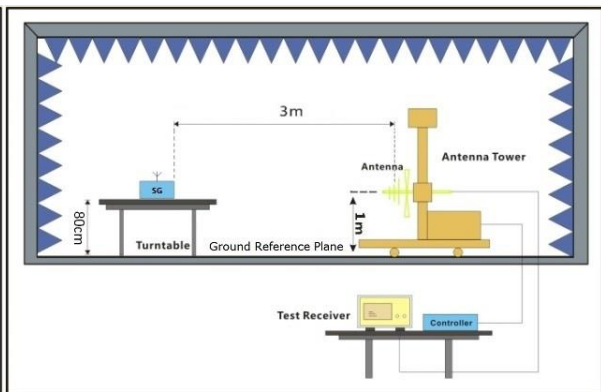 3m
Antenna Tower
Antenna
SG
80cm
1m
Turntable
Ground Reference Plane
Test Receiver
Controller